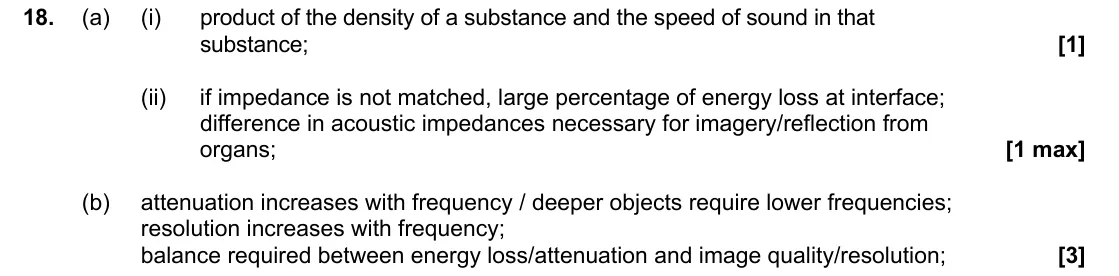 18. (a) (i) product of the density of a substance and the speed of sound in that
substance; [1]
(ii) if impedance is not matched, large percentage of energy loss at interface;
difference in acoustic impedances necessary for imagery/reflection from
organs; [1 max]
(b) attenuation increases with frequency / deeper objects require lower frequencies;
resolution increases with frequency;
balance required between energy loss/attenuation and image quality/resolution; [3]